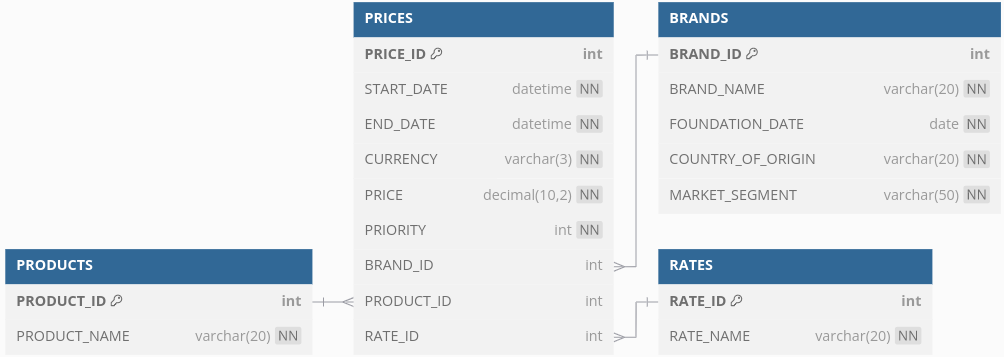 PRICES
PRICE_ID int
START_DATE datetime NN
END_DATE datetime NN
CURRENCY varchar(3) NN
PRICE decimal(10,2) NN
PRIORITY int NN
BRAND_ID int
PRODUCT_ID int
RATE_ID int
BRANDS
BRAND_ID int
BRAND_NAME varchar(20) NN
FOUNDATION_DATE date NN
COUNTRY_OF_ORIGIN varchar(20) NN
MARKET_SEGMENT varchar(50) NN
PRODUCTS
PRODUCT_ID int
PRODUCT_NAME varchar(20) NN
RATES
RATE_ID int
RATE_NAME varchar(20) NN